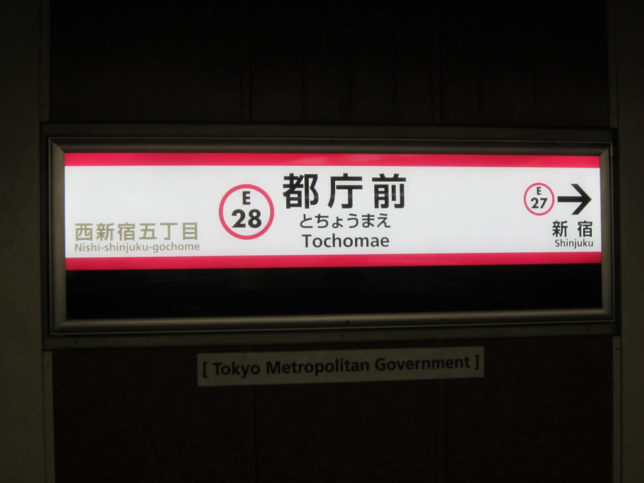 西新宿五丁目
Nishi-shinjuku-gochome
E
28
都庁前
とちょうまえ
Tochomae
E
27
新宿
Shinjuku
[ Tokyo Metropolitan Government ]